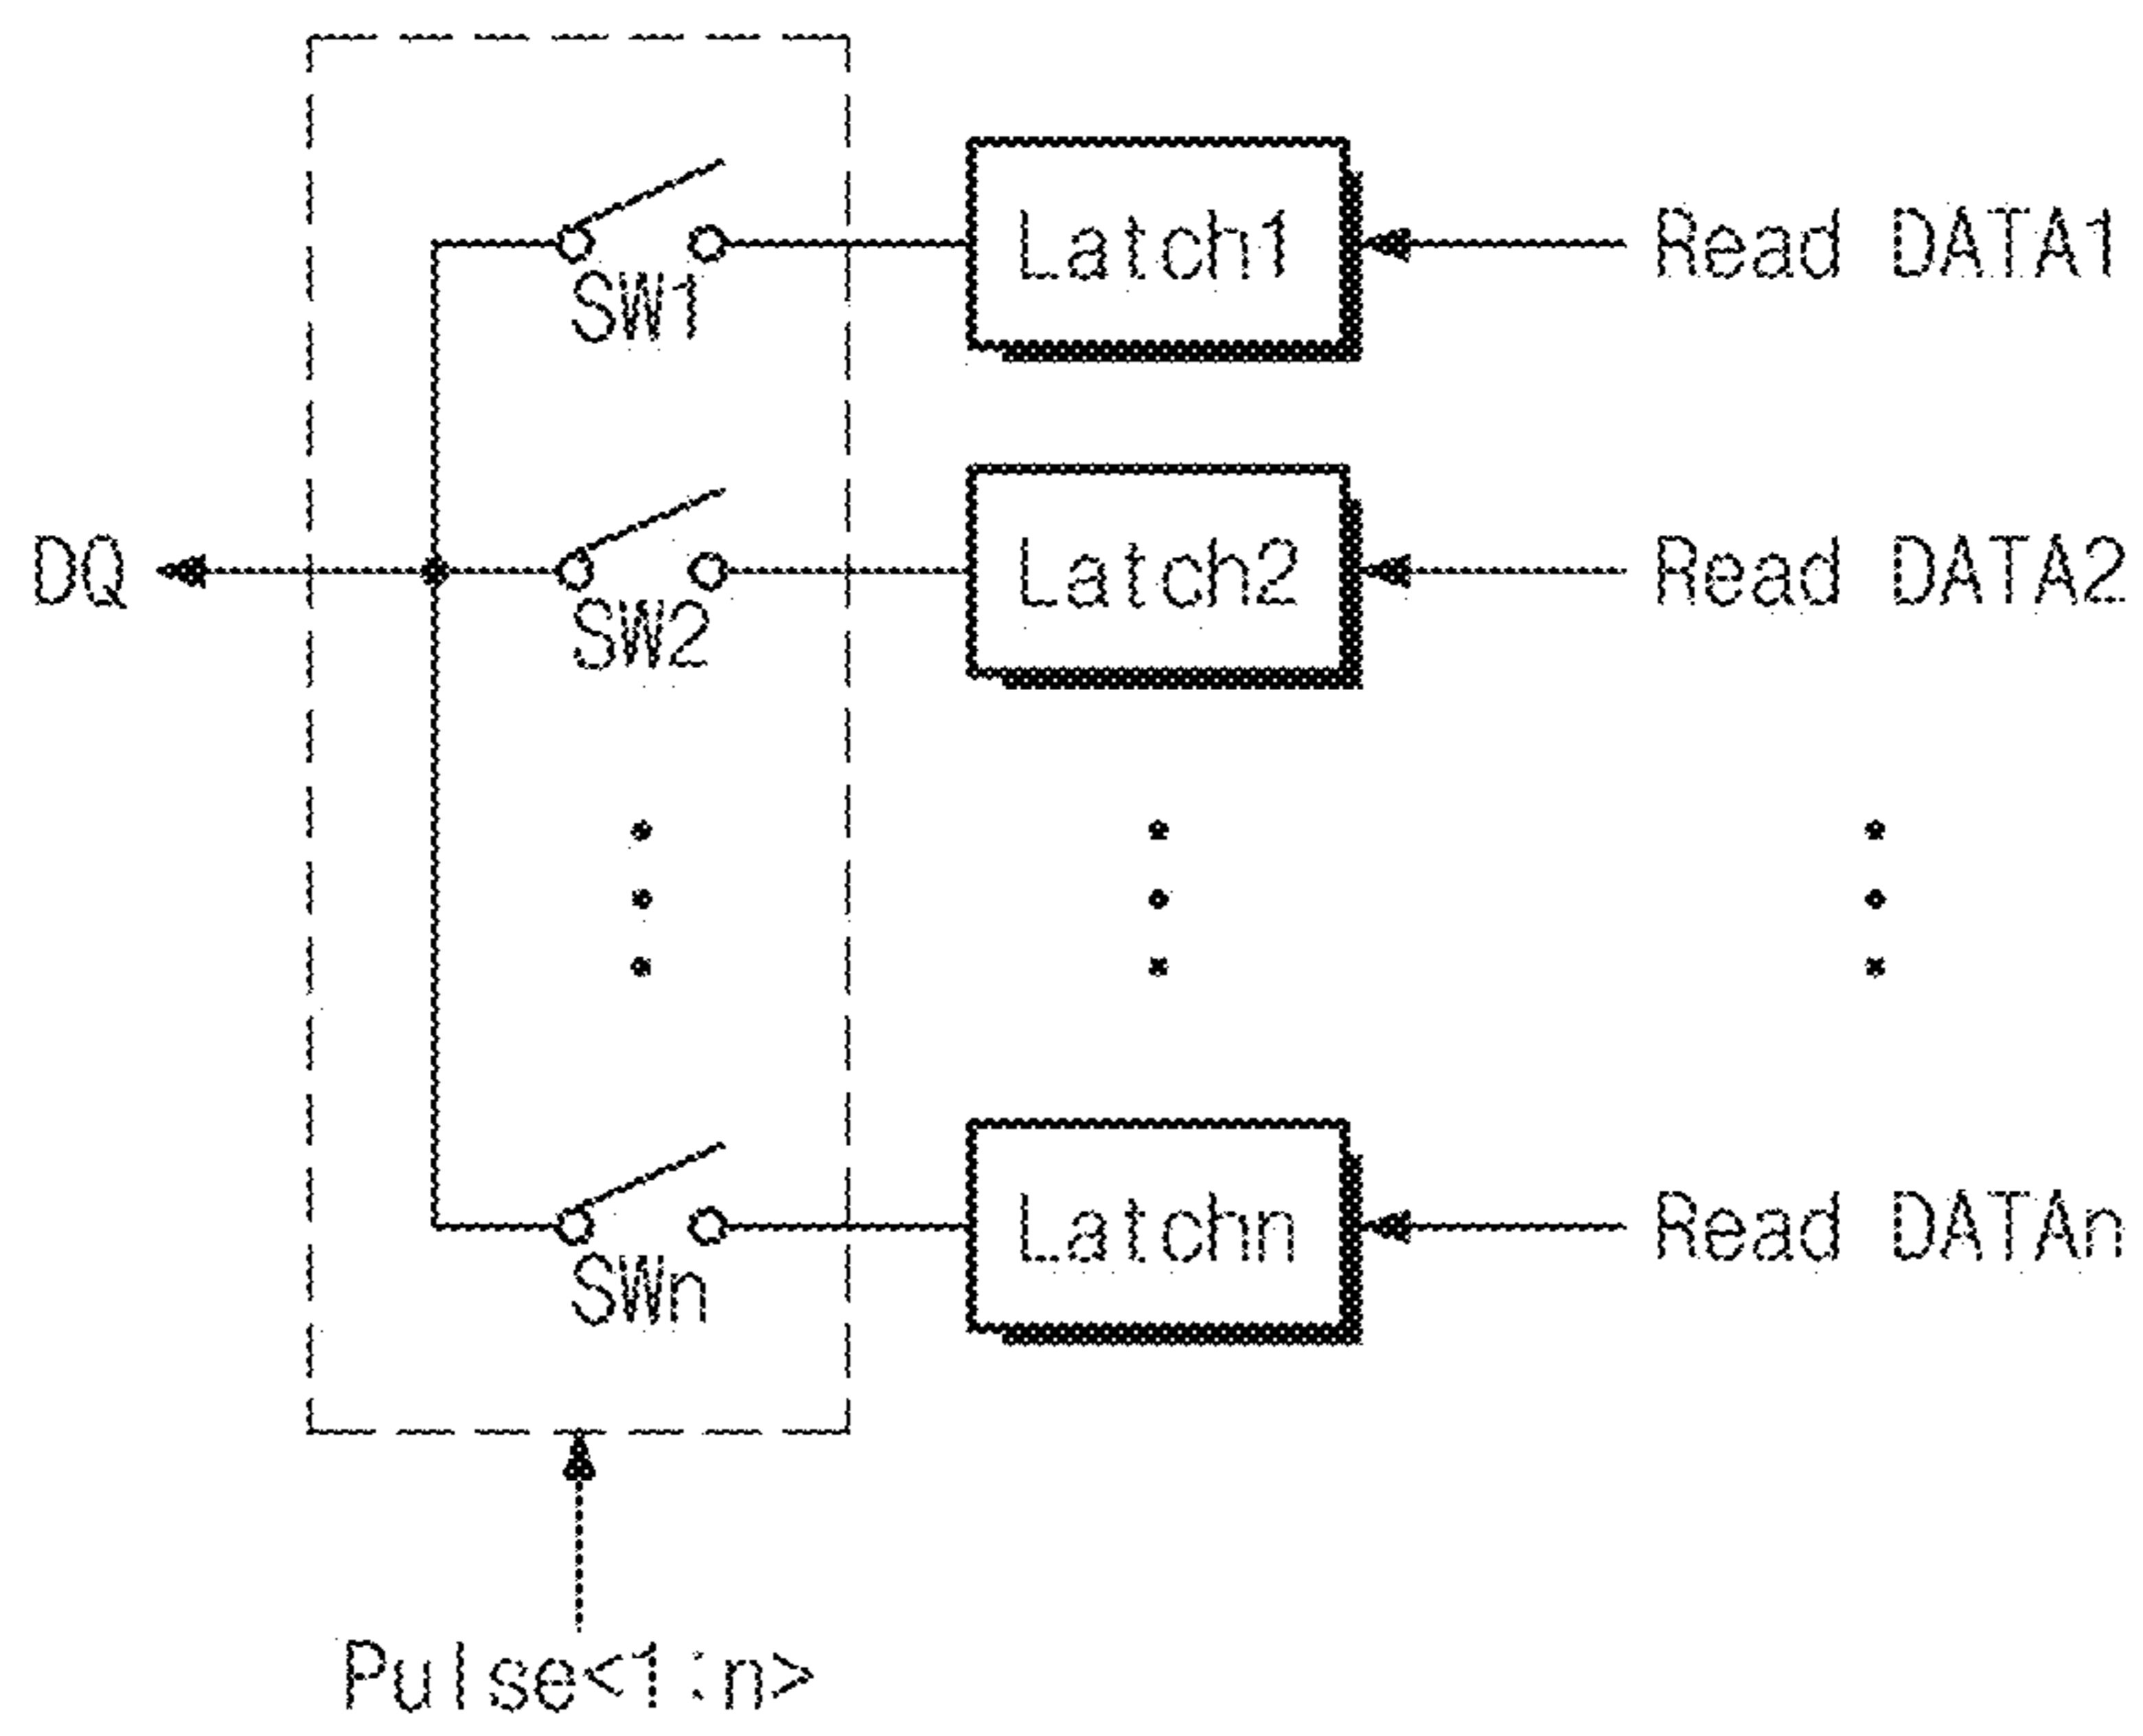 Latch1
Read DATA1
SW1
DQ
Latch2
Read DATA2
SW2
Latchn
Read DATAn
SWn
Pulse<1:n>